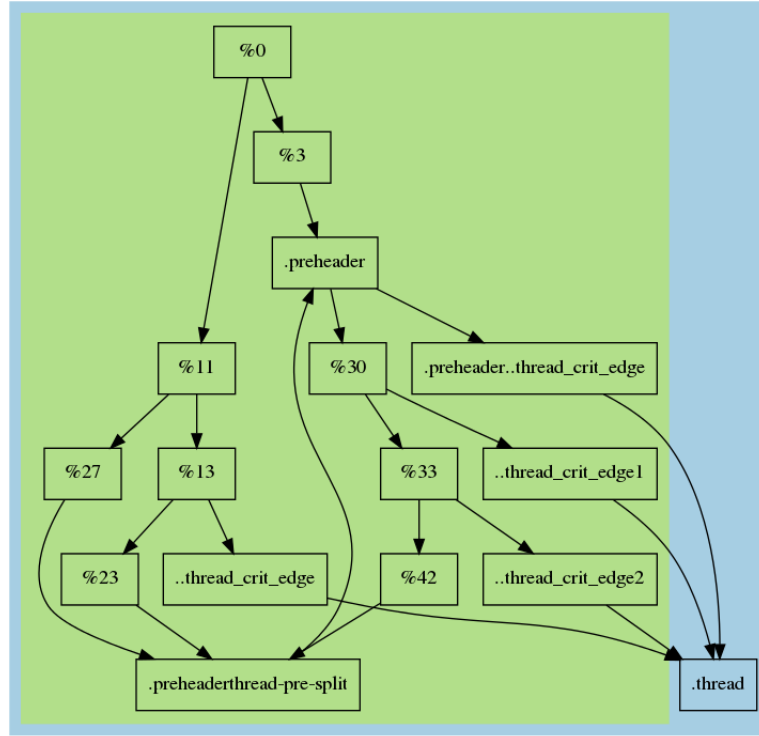 %0
%3
.preheader
%11
%30
.preheader..thread_crit_edge
%27
%13
%33
..thread_crit_edge1
%23
..thread_crit_edge
%42
..thread_crit_edge2
.preheaderthread-pre-split
.thread